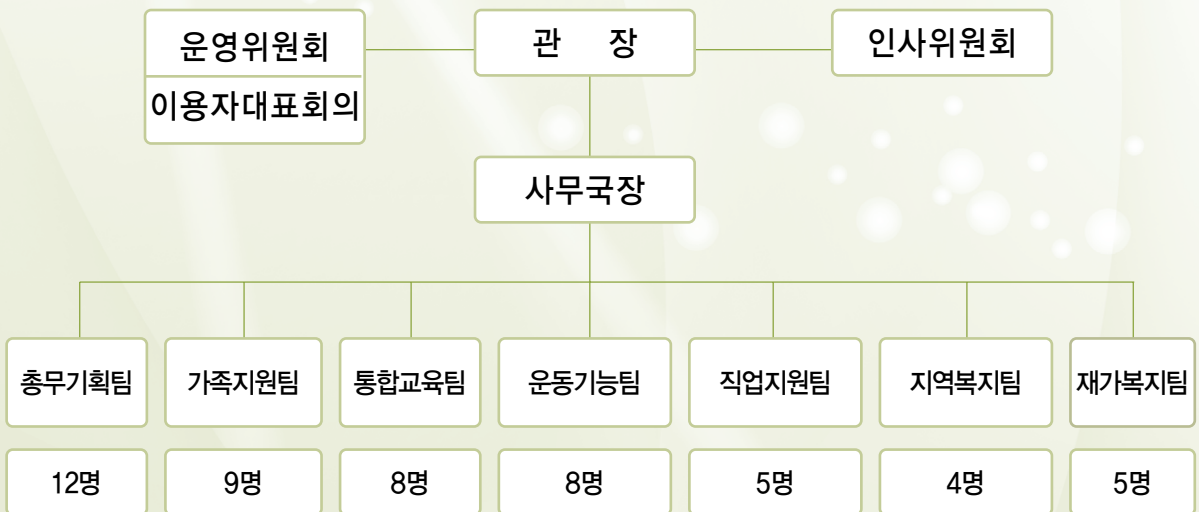 운영위원회
이용자대표회의
관 장
인사위원회
사무국장
총무기획팀
가족지원팀
통합교육팀
운동기능팀
직업지원팀
지역복지팀
재가복지팀
12명
9명
8명
8명
5명
4명
5명